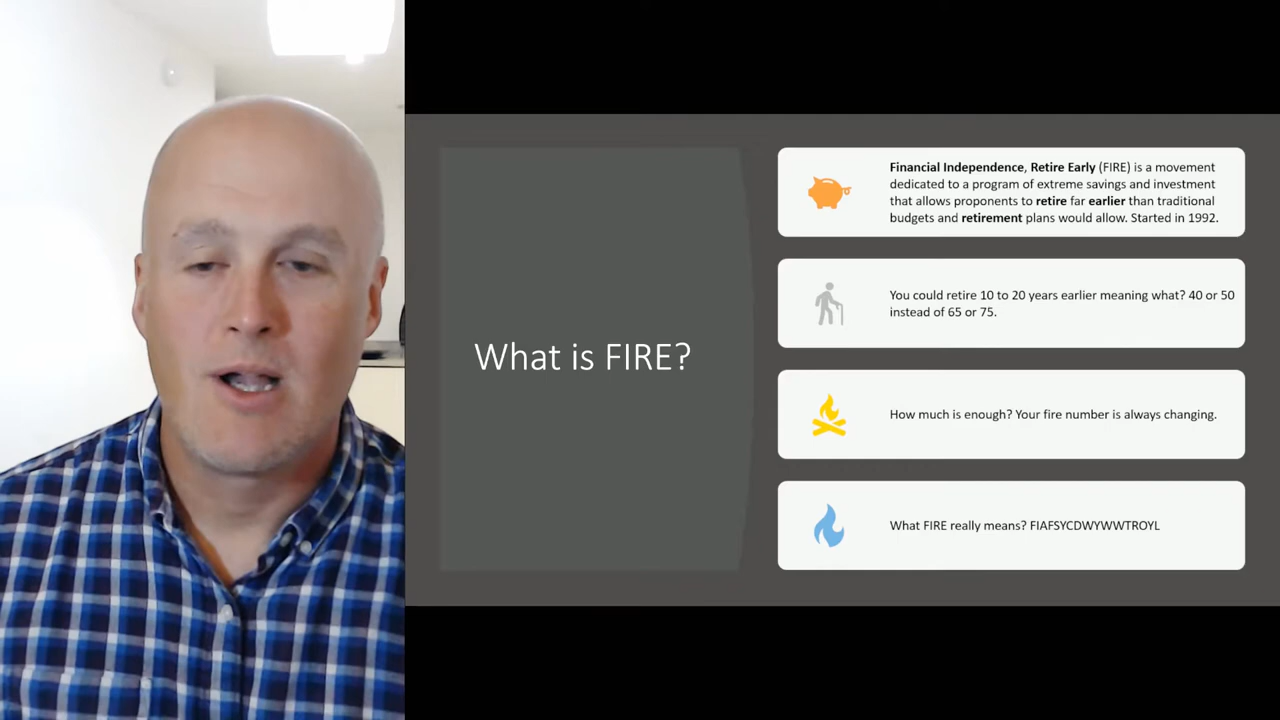 What is FIRE?
Financial Independence, Retire Early (FIRE) is a movement
dedicated to a program of extreme savings and investment
that allows proponents to retire far earlier than traditional
budgets and retirement plans would allow. Started in 1992.
You could retire 10 to 20 years earlier meaning what? 40 or 50
instead of 65 or 75.
How much is enough? Your fire number is always changing.
What FIRE really means? FIAFSYCDWYWWTROYL